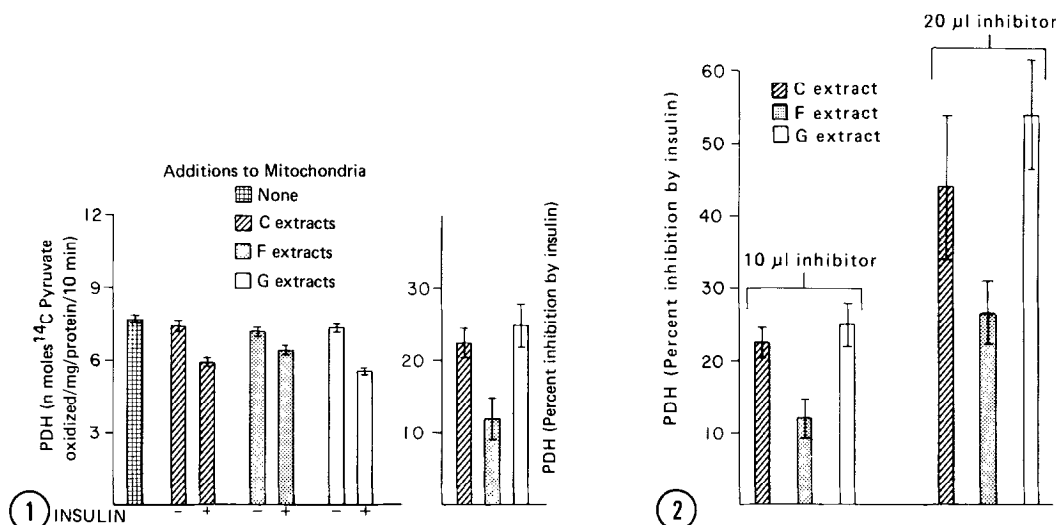 Additions to Mitochondria
None
C extracts
F extracts
G extracts
PDH (n moles ¹⁴C Pyruvate
oxidized/mg/protein/10 min)
12
9
6
3
1 INSULIN − + − + − +
30
20
10
PDH (Percent inhibition by insulin)
20 µl inhibitor
C extract
F extract
G extract
10 µl inhibitor
PDH (Percent inhibition by insulin)
60
50
40
30
20
10
2